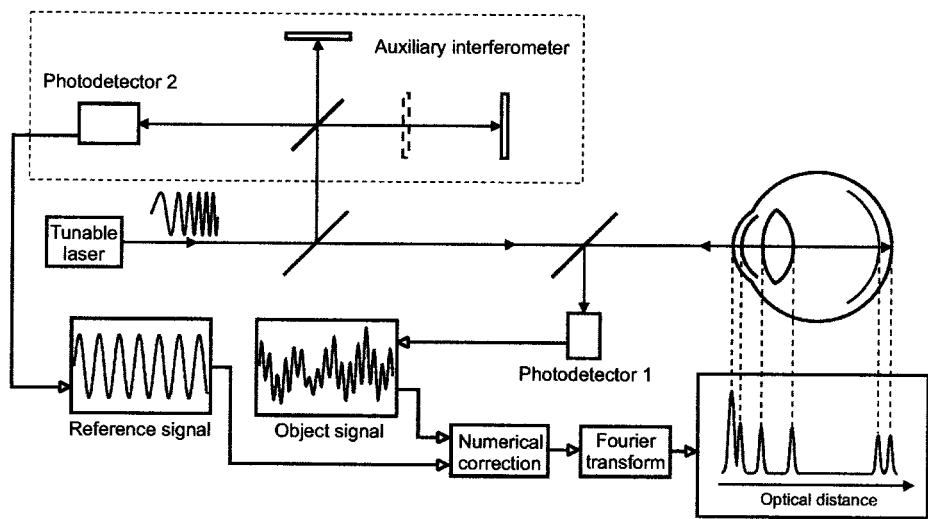 Auxiliary interferometer
Photodetector 2
Tunable
laser
Photodetector 1
Reference signal
Object signal
Numerical
correction
Fourier
transform
Optical distance